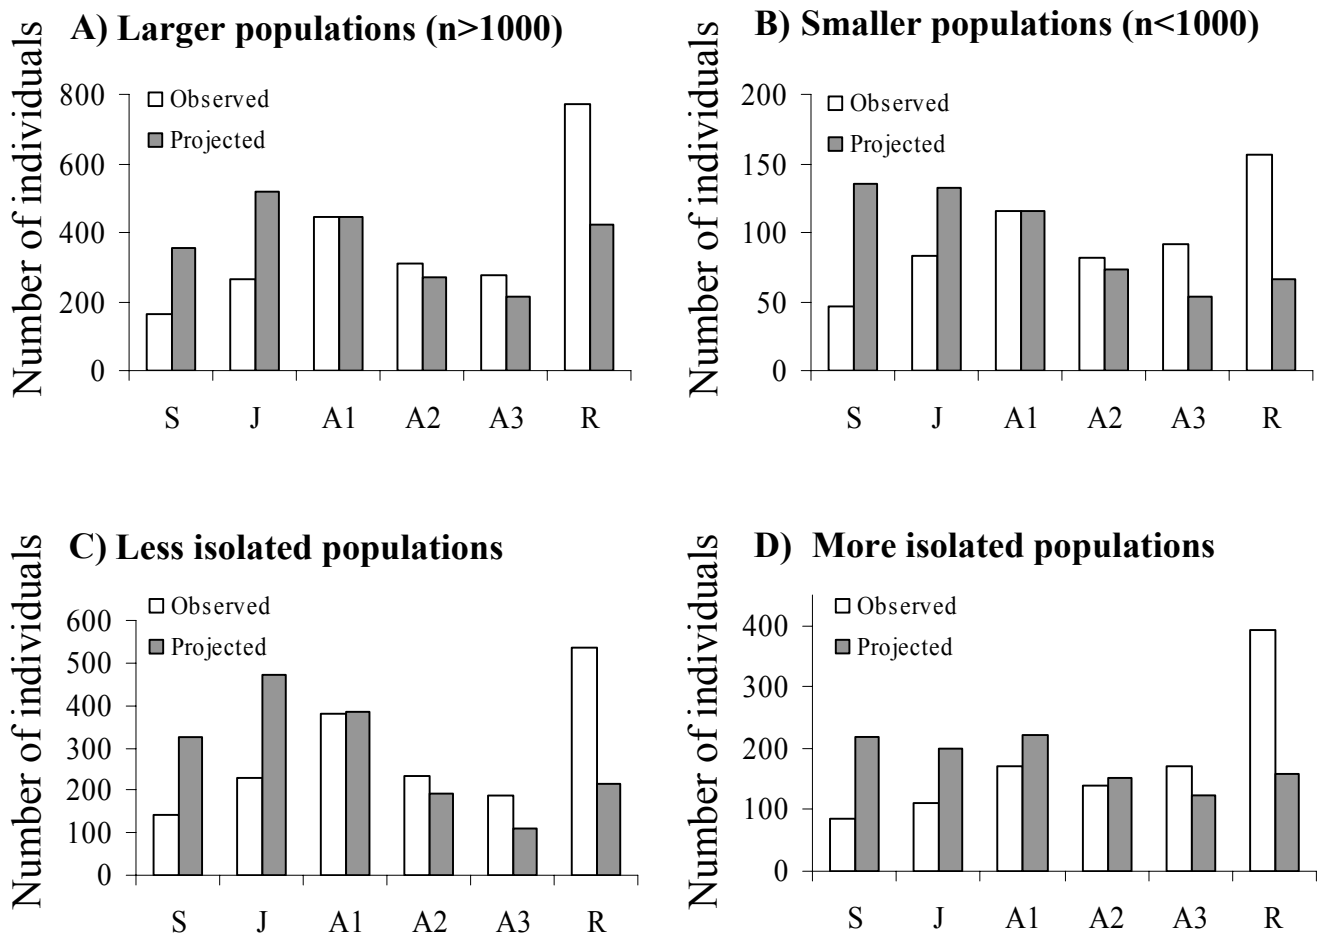 A) Larger populations (n>1000)
Number of individuals
800
600
400
200
0
Observed
Projected
S J A1 A2 A3 R
B) Smaller populations (n<1000)
Number of individuals
200
150
100
50
0
Observed
Projected
S J A1 A2 A3 R
C) Less isolated populations
Number of individuals
600
500
400
300
200
100
0
Observed
Projected
S J A1 A2 A3 R
D) More isolated populations
Number of individuals
400
300
200
100
0
Observed
Projected
S J A1 A2 A3 R